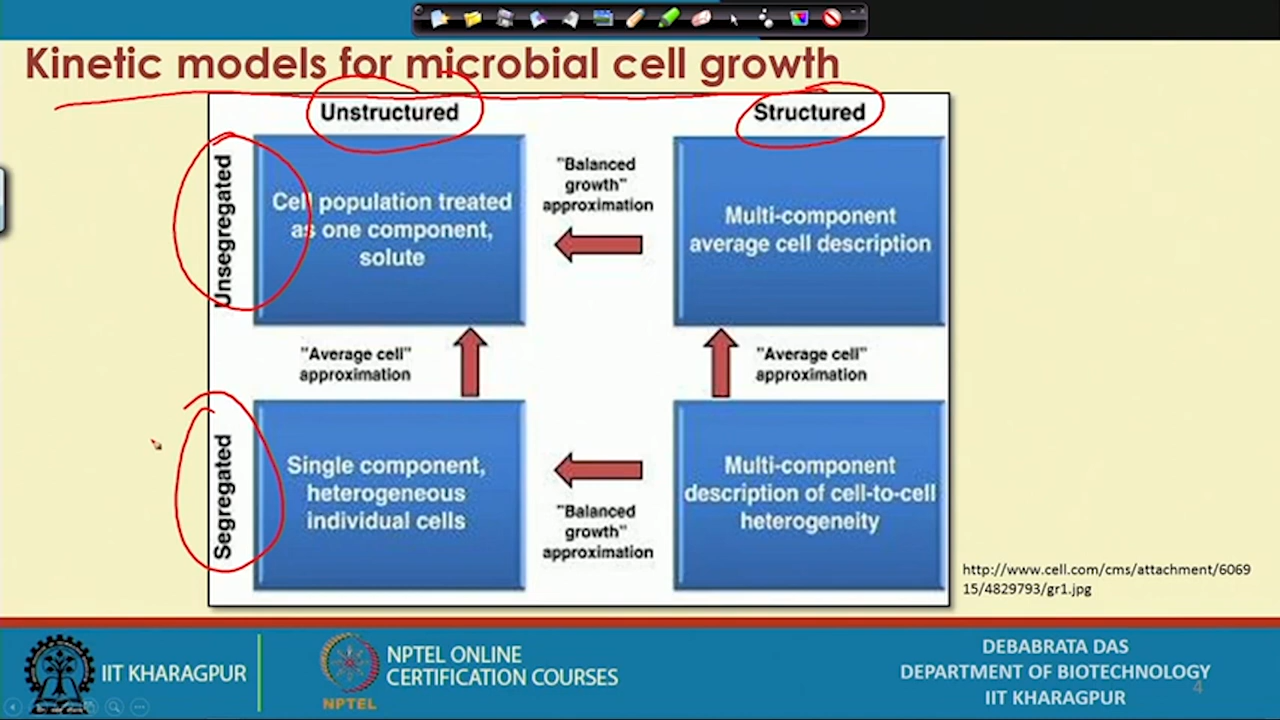 Kinetic models for microbial cell growth
Unstructured
Structured
Unsegregated
Cell population treated
as one component,
solute
"Balanced
growth"
approximation
Multi-component
average cell description
"Average cell"
approximation
"Average cell"
approximation
Segregated
Single component,
heterogeneous
individual cells
"Balanced
growth"
approximation
Multi-component
description of cell-to-cell
heterogeneity
http://www.cell.com/cms/attachment/6069
15/4829793/gr1.jpg
IIT KHARAGPUR
NPTEL
NPTEL ONLINE
CERTIFICATION COURSES
DEBABRATA DAS
DEPARTMENT OF BIOTECHNOLOGY
IIT KHARAGPUR
4